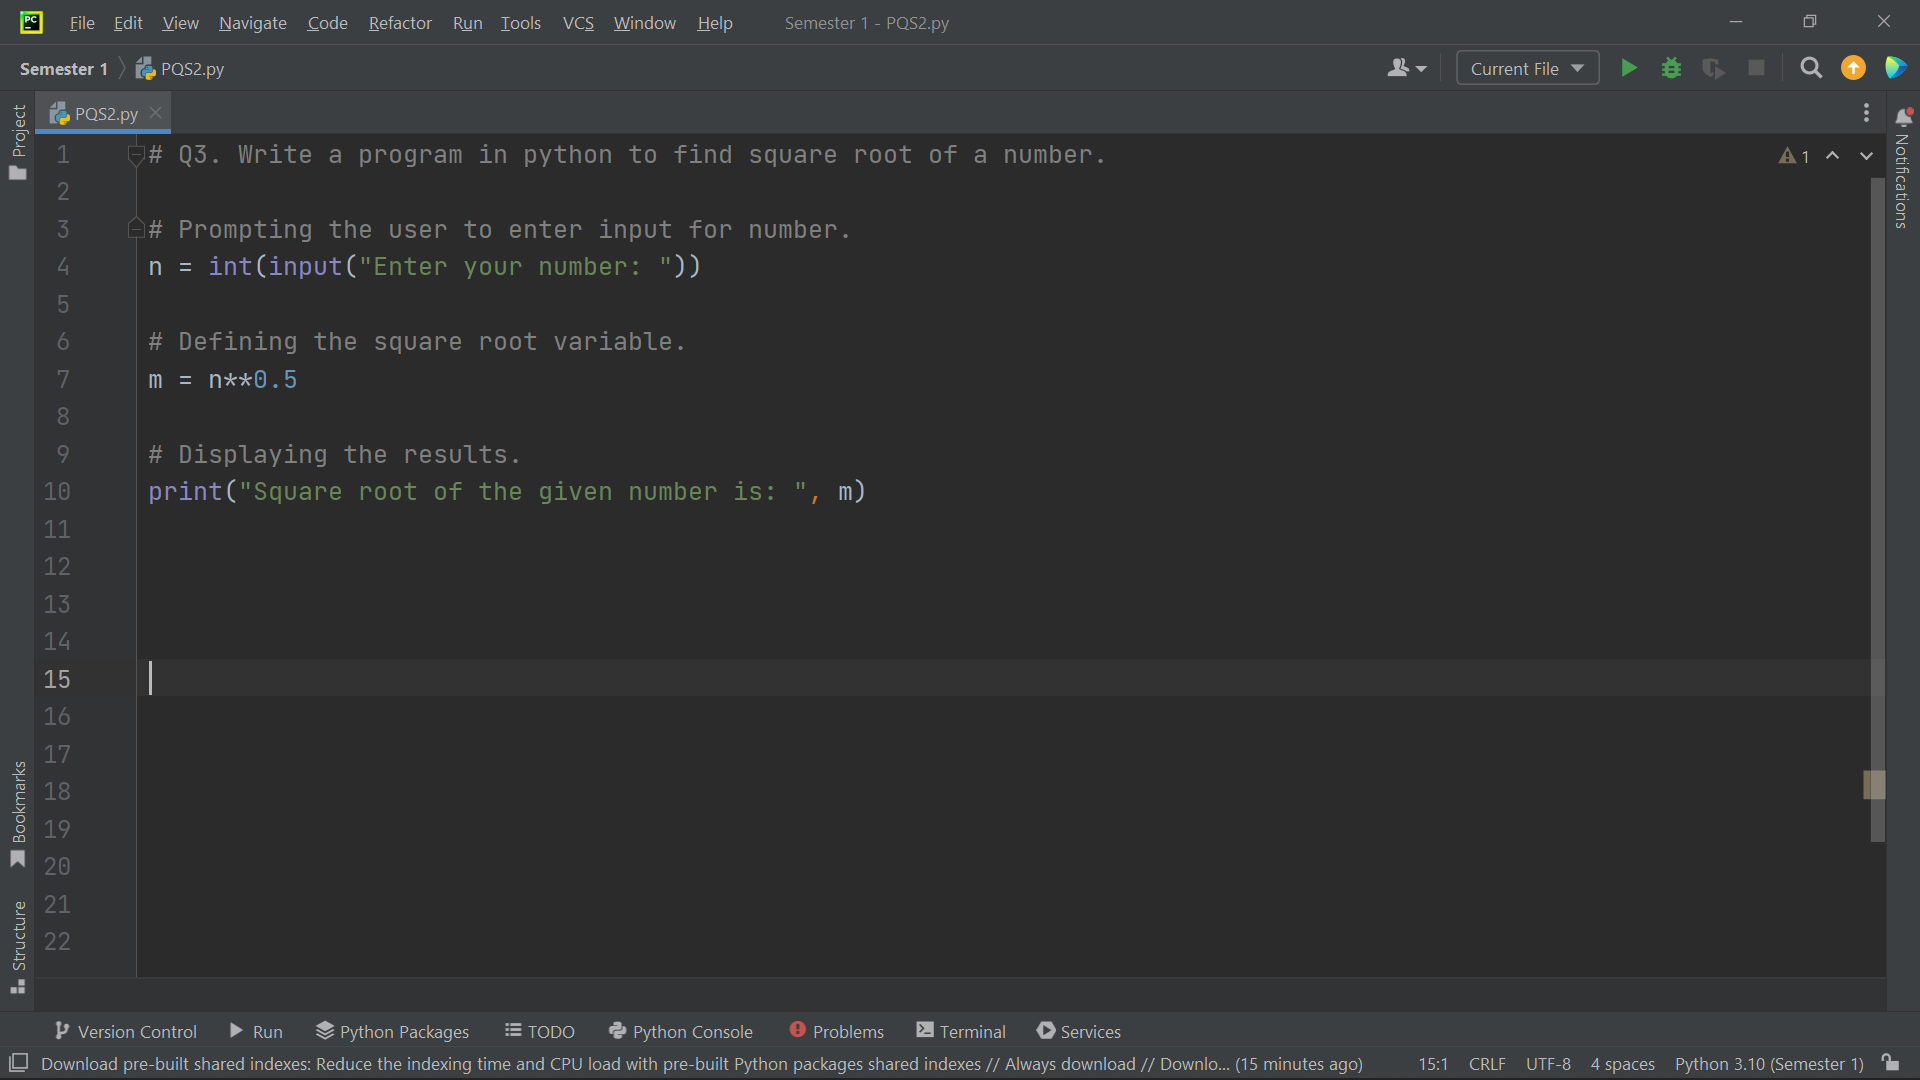 PC File Edit View Navigate Code Refactor Run Tools VCS Window Help Semester 1 - PQS2.py
Semester 1 PQS2.py Current File
Project
PQS2.py
Notifications
1 # Q3. Write a program in python to find square root of a number.
1
2
3 # Prompting the user to enter input for number.
4 n = int(input("Enter your number: "))
5
6 # Defining the square root variable.
7 m = n**0.5
8
9 # Displaying the results.
10 print("Square root of the given number is: ", m)
11
12
13
14
15
16
17
18
19
20
21
22
Bookmarks
Structure
Version Control Run Python Packages TODO Python Console Problems Terminal Services
Download pre-built shared indexes: Reduce the indexing time and CPU load with pre-built Python packages shared indexes // Always download // Downlo... (15 minutes ago) 15:1 CRLF UTF-8 4 spaces Python 3.10 (Semester 1)